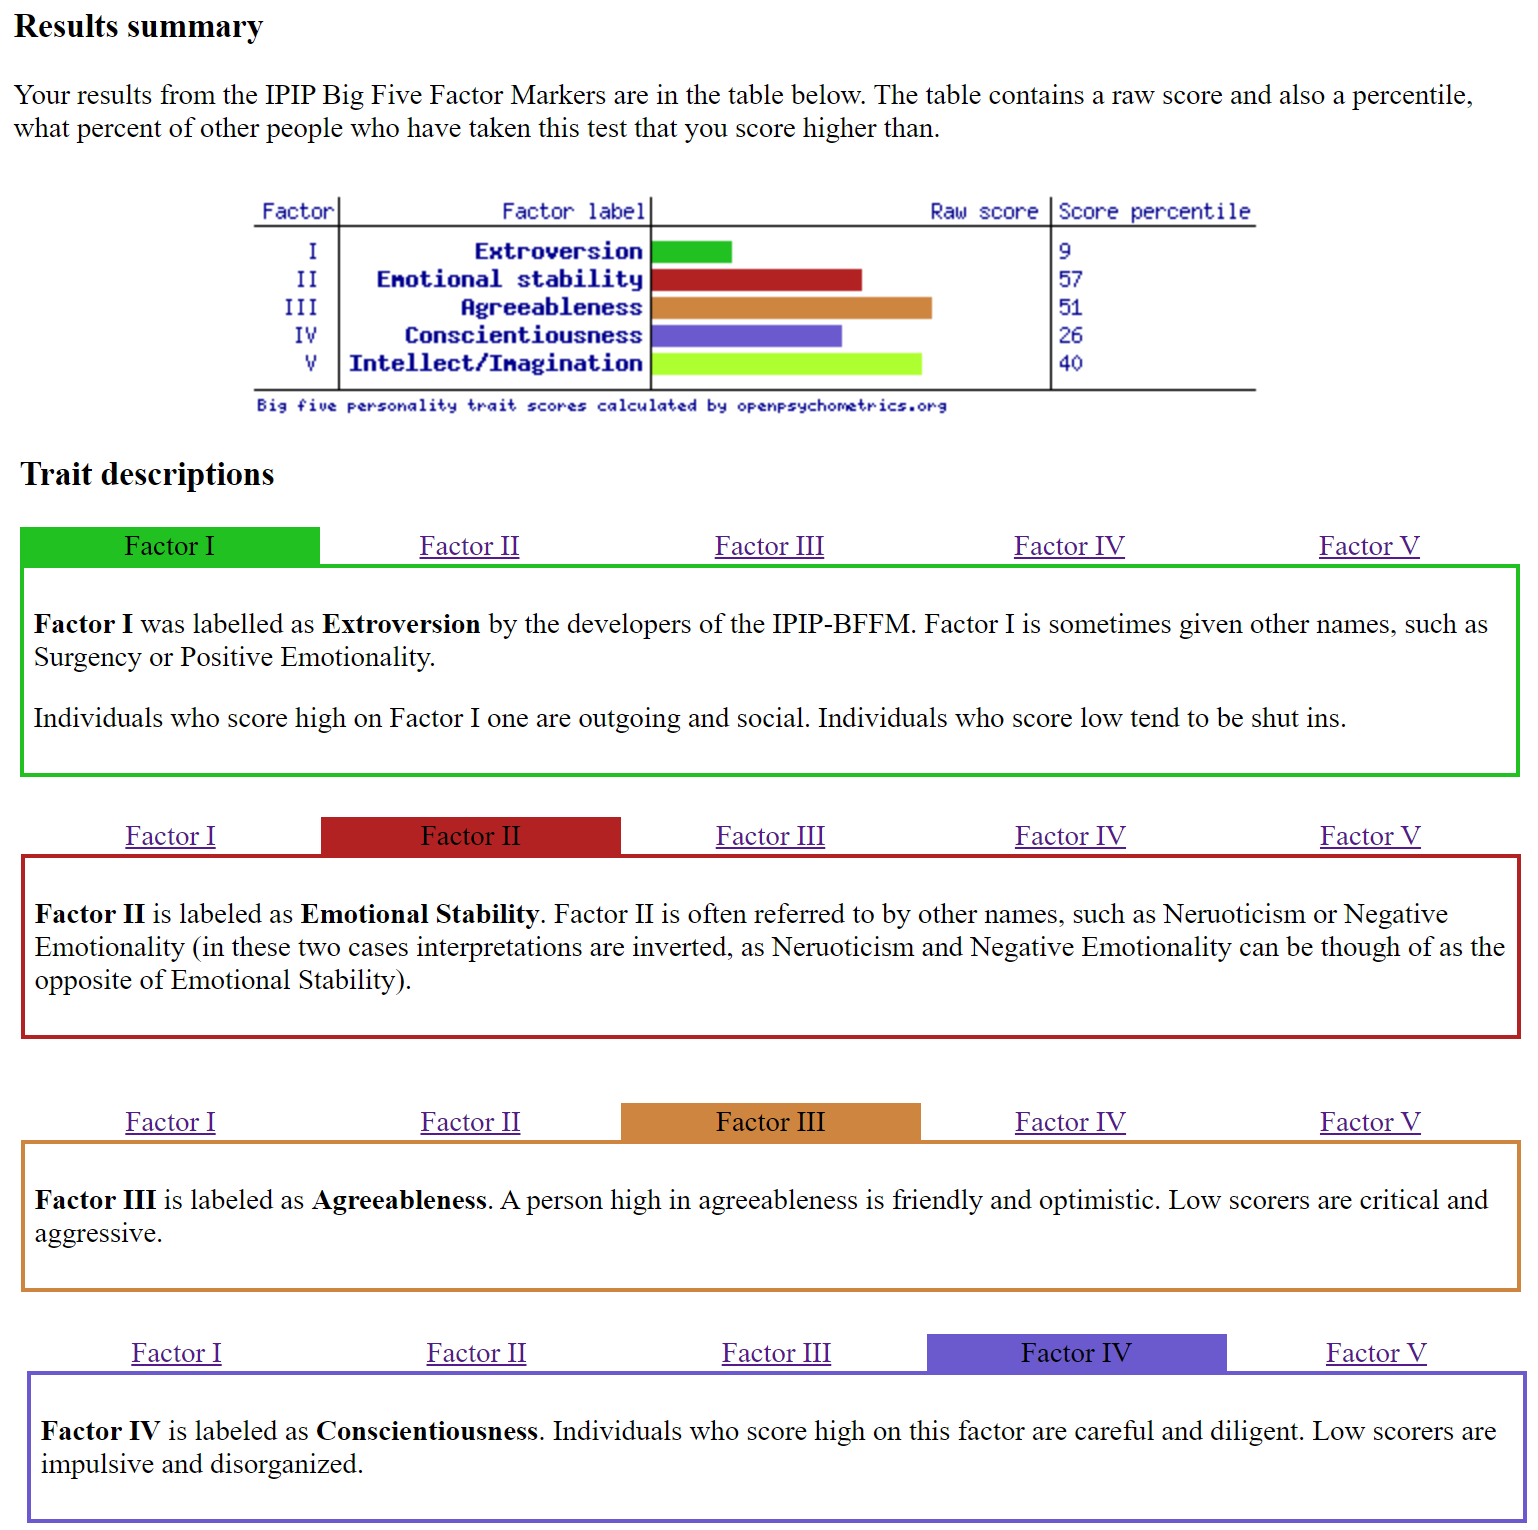 Results summary
Your results from the IPIP Big Five Factor Markers are in the table below. The table contains a raw score and also a percentile,
what percent of other people who have taken this test that you score higher than.
Factor Factor label Raw score Score percentile
I Extroversion 9
II Emotional stability 57
III Agreeableness 51
IV Conscientiousness 26
V Intellect/Imagination 40
Big five personality trait scores calculated by openpsychometrics.org
Trait descriptions
Factor I Factor II Factor III Factor IV Factor V
Factor I was labelled as Extroversion by the developers of the IPIP-BFFM. Factor I is sometimes given other names, such as
Surgency or Positive Emotionality.
Individuals who score high on Factor I one are outgoing and social. Individuals who score low tend to be shut ins.
Factor I Factor II Factor III Factor IV Factor V
Factor II is labeled as Emotional Stability. Factor II is often referred to by other names, such as Neruoticism or Negative
Emotionality (in these two cases interpretations are inverted, as Neruoticism and Negative Emotionality can be though of as the
opposite of Emotional Stability).
Factor I Factor II Factor III Factor IV Factor V
Factor III is labeled as Agreeableness. A person high in agreeableness is friendly and optimistic. Low scorers are critical and
aggressive.
Factor I Factor II Factor III Factor IV Factor V
Factor IV is labeled as Conscientiousness. Individuals who score high on this factor are careful and diligent. Low scorers are
impulsive and disorganized.